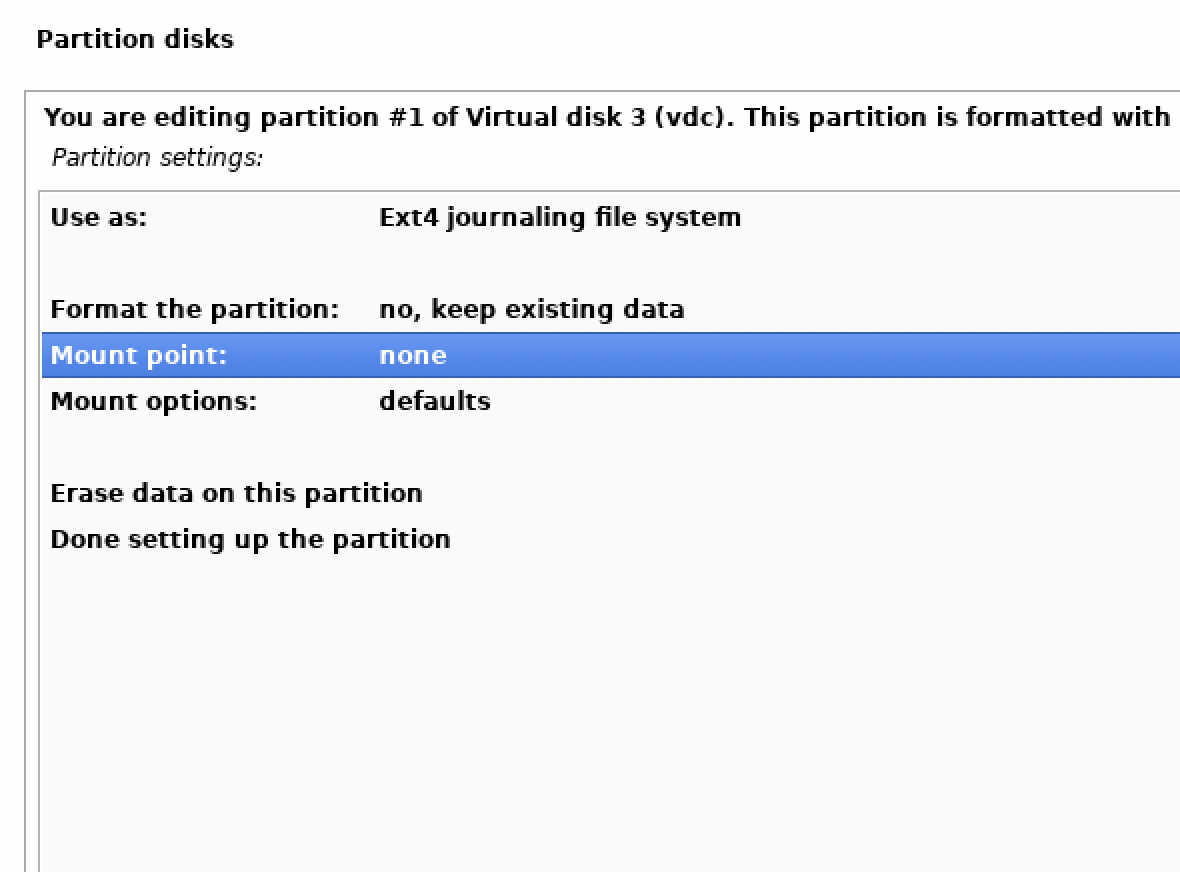 Partition disks
You are editing partition #1 of Virtual disk 3 (vdc). This partition is formatted with
Partition settings:
Use as: Ext4 journaling file system
Format the partition: no, keep existing data
Mount point: none
Mount options: defaults
Erase data on this partition
Done setting up the partition